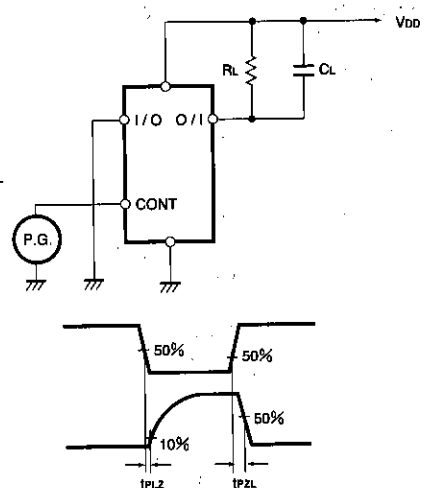 VDD
RL
CL
I/O O/I
CONT
P.G.
50%
50%
50%
10%
tPLZ
tPZL